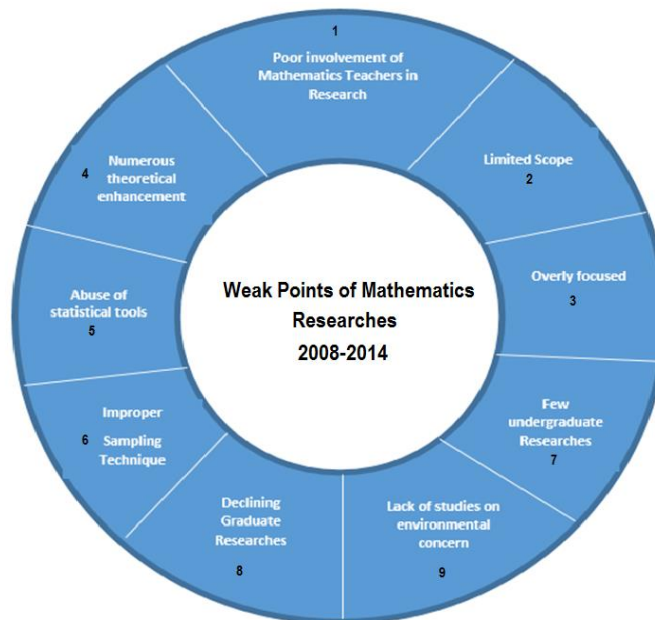 1
Poor involvement of
Mathematics Teachers in
Research
Limited Scope
2
Overly focused
3
4
Numerous
theoretical
enhancement
Abuse of
statistical tools
5
Improper
6
Sampling
Technique
Few
undergraduate
Researches
7
Declining
Graduate
Researches
8
Lack of studies on
environmental
concern
9
Weak Points of Mathematics
Researches
2008-2014